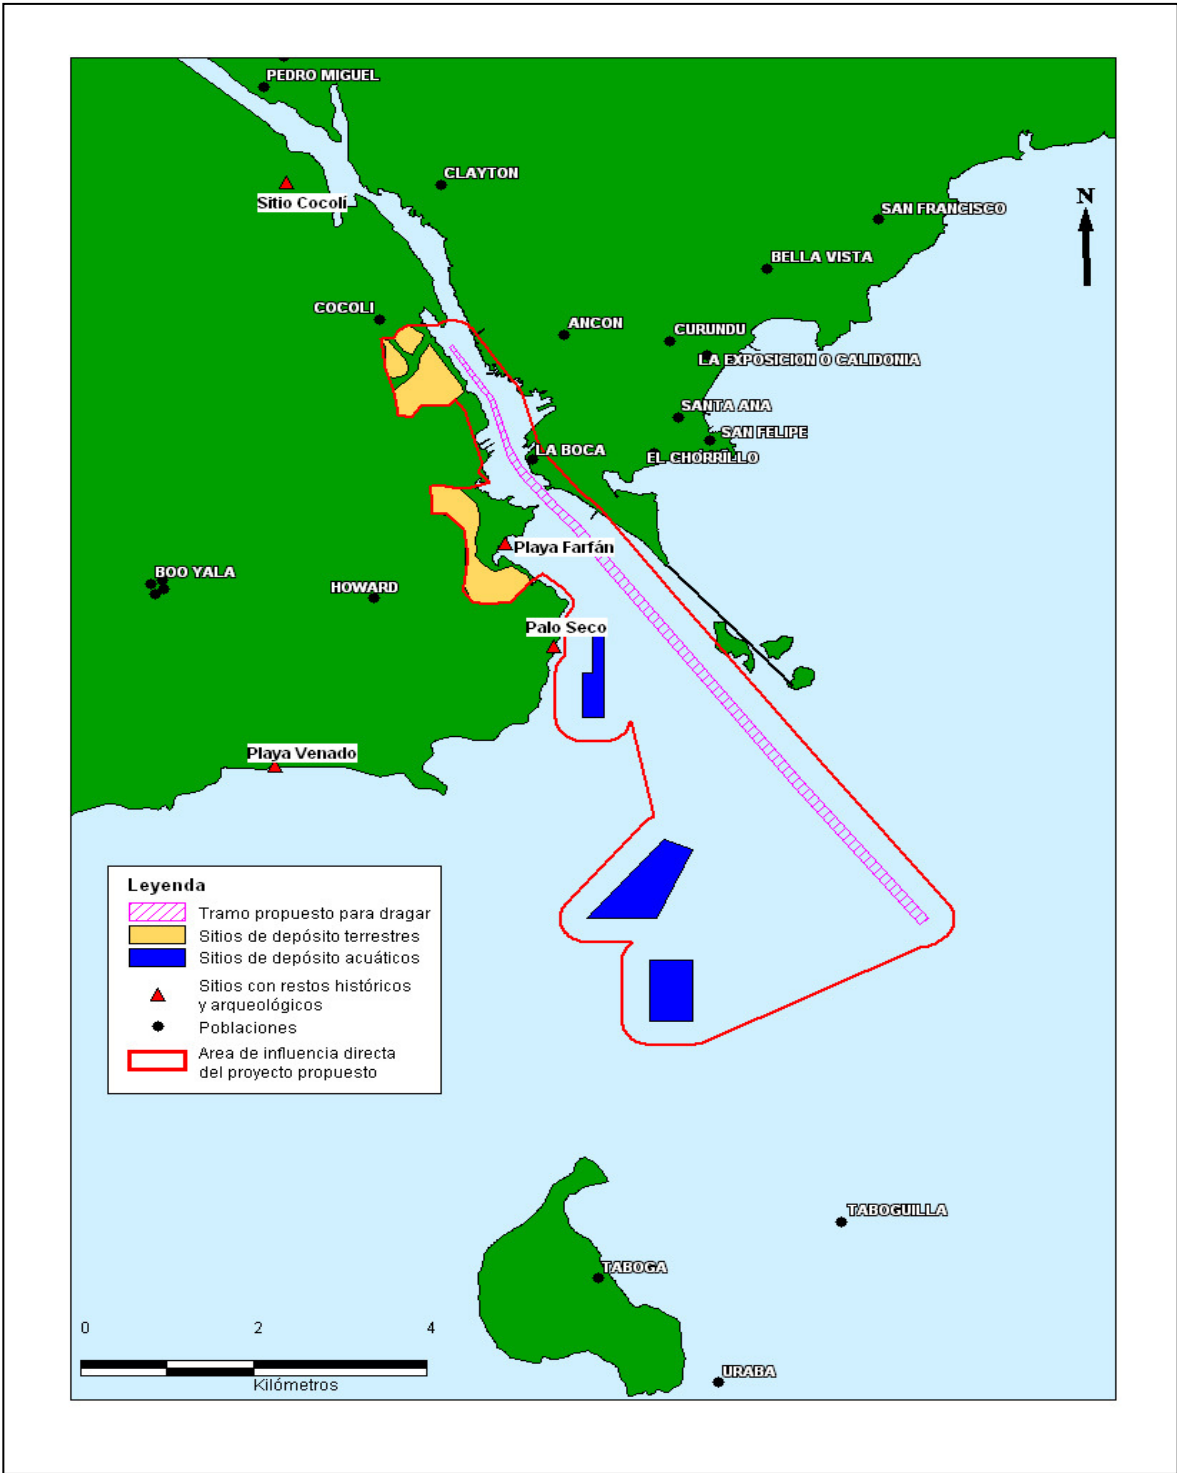 PEDRO MIGUEL
CLAYTON
Sitio Cocolí
SAN FRANCISCO
N
BELLA VISTA
COCOLI
ANCON
CURUNDU
LA EXPOSICION O CALIDONIA
SANTA ANA
SAN FELIPE
LA BOCA
EL CHORRILLO
Playa Farfán
BOO YALA
HOWARD
Palo Seco
Playa Venado
Leyenda
Tramo propuesto para dragar
Sitios de depósito terrestres
Sitios de depósito acuáticos
Sitios con restos históricos
y arqueológicos
Poblaciones
Area de influencia directa
del proyecto propuesto
TABOGUILLA
TABOGA
0 2 4
Kilómetros
URABA